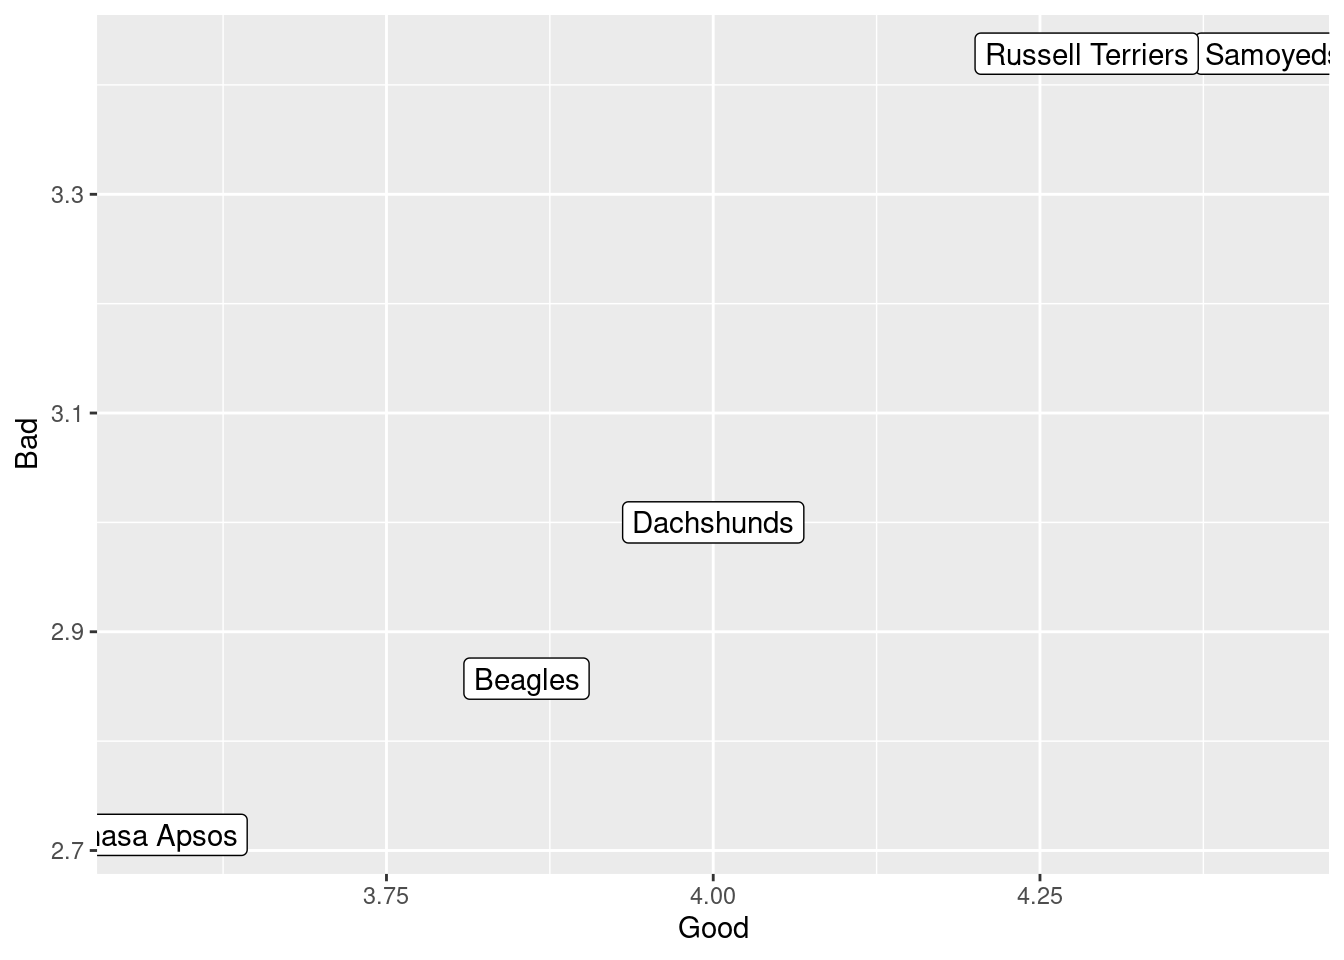 Russell Terriers
Samoyeds
3.3
3.1
Bad
Dachshunds
2.9
Beagles
Apsos
2.7
3.75
4.00
4.25
Good